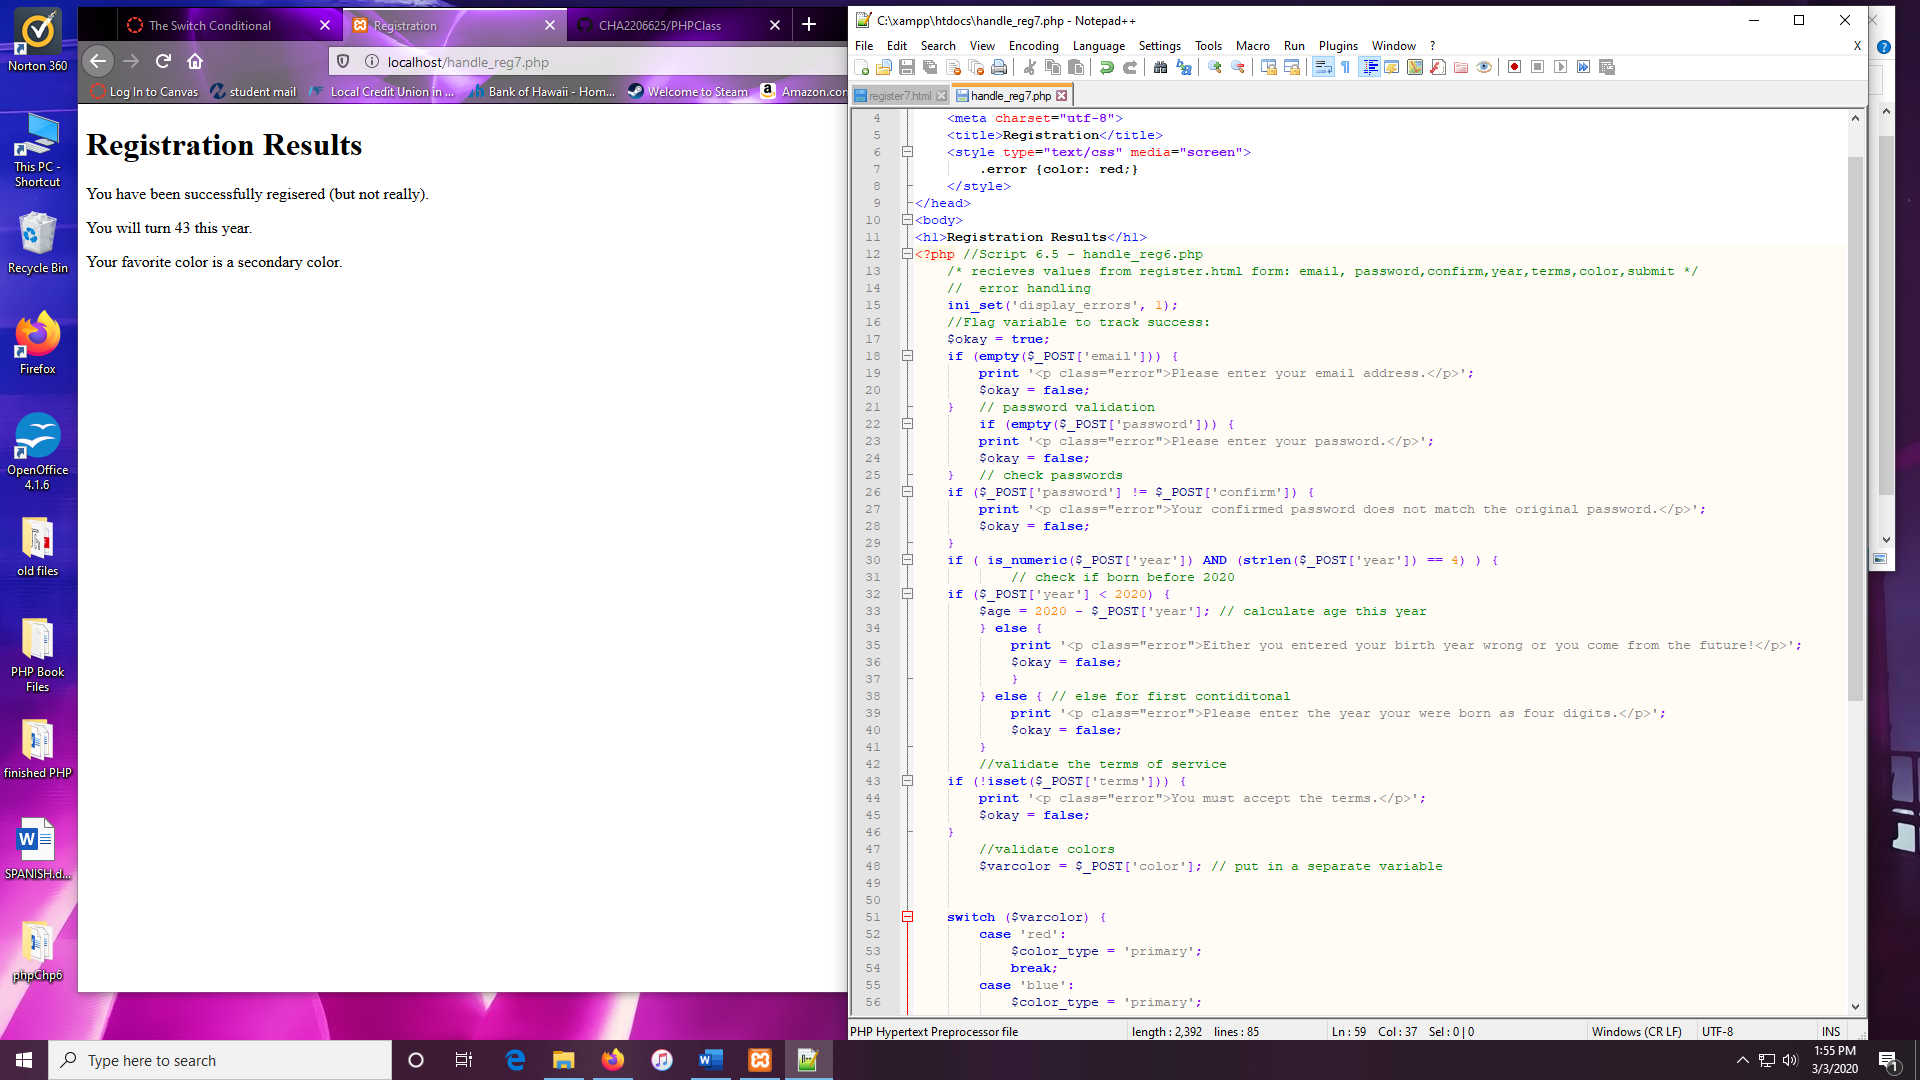 Norton 360
This PC -
Shortcut
Recycle Bin
Firefox
OpenOffice
4.1.6
old files
PHP Book
Files
finished PHP
SPANISH.d...
phpChp6
The Switch Conditional
Registration
CHA2206625/PHPClass
localhost/handle_reg7.php
Log In to Canvas
student mail
Local Credit Union in ...
Bank of Hawaii - Hom...
Welcome to Steam
Amazon.con
Registration Results
You have been successfully regisered (but not really).
You will turn 43 this year.
Your favorite color is a secondary color.
C:\xampp\htdocs\handle_reg7.php - Notepad++
File Edit Search View Encoding Language Settings Tools Macro Run Plugins Window ? X
register7.html handle_reg7.php
4 <meta charset="utf-8">
5 <title>Registration</title>
6 <style type="text/css" media="screen">
7 .error {color: red;}
8 </style>
9 </head>
10 <body>
11 <h1>Registration Results</h1>
12 <?php //Script 6.5 - handle_reg6.php
13 /* recieves values from register.html form: email, password,confirm,year,terms,color,submit */
14 // error handling
15 ini_set('display_errors', 1);
16 //Flag variable to track success:
17 $okay = true;
18 if (empty($_POST['email'])) {
19 print '<p class="error">Please enter your email address.</p>';
20 $okay = false;
21 } // password validation
22 if (empty($_POST['password'])) {
23 print '<p class="error">Please enter your password.</p>';
24 $okay = false;
25 } // check passwords
26 if ($_POST['password'] != $_POST['confirm']) {
27 print '<p class="error">Your confirmed password does not match the original password.</p>';
28 $okay = false;
29 }
30 if ( is_numeric($_POST['year']) AND (strlen($_POST['year']) == 4) ) {
31 // check if born before 2020
32 if ($_POST['year'] < 2020) {
33 $age = 2020 - $_POST['year']; // calculate age this year
34 } else {
35 print '<p class="error">Either you entered your birth year wrong or you come from the future!</p>';
36 $okay = false;
37 }
38 } else { // else for first contiditonal
39 print '<p class="error">Please enter the year your were born as four digits.</p>';
40 $okay = false;
41 }
42 //validate the terms of service
43 if (!isset($_POST['terms'])) {
44 print '<p class="error">You must accept the terms.</p>';
45 $okay = false;
46 }
47 //validate colors
48 $varcolor = $_POST['color']; // put in a separate variable
49
50
51 switch ($varcolor) {
52 case 'red':
53 $color_type = 'primary';
54 break;
55 case 'blue':
56 $color_type = 'primary';
PHP Hypertext Preprocessor file length : 2,392 lines : 85 Ln : 59 Col : 37 Sel : 0 | 0 Windows (CR LF) UTF-8 INS
Type here to search
1:55 PM
3/3/2020
1